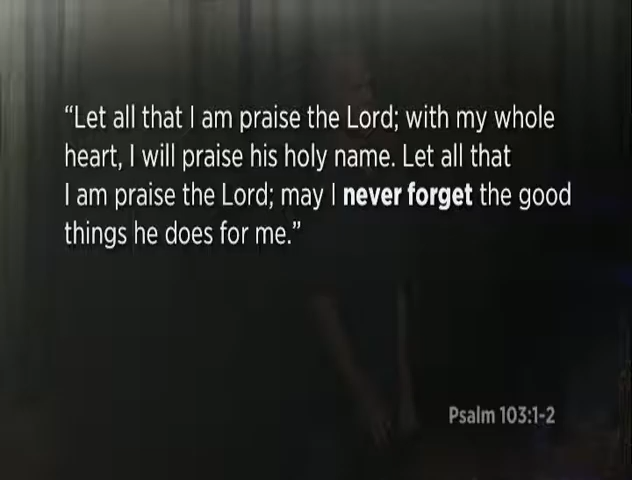 “Let all that I am praise the Lord; with my whole
heart, I will praise his holy name. Let all that
I am praise the Lord; may I never forget the good
things he does for me.”
Psalm 103:1-2